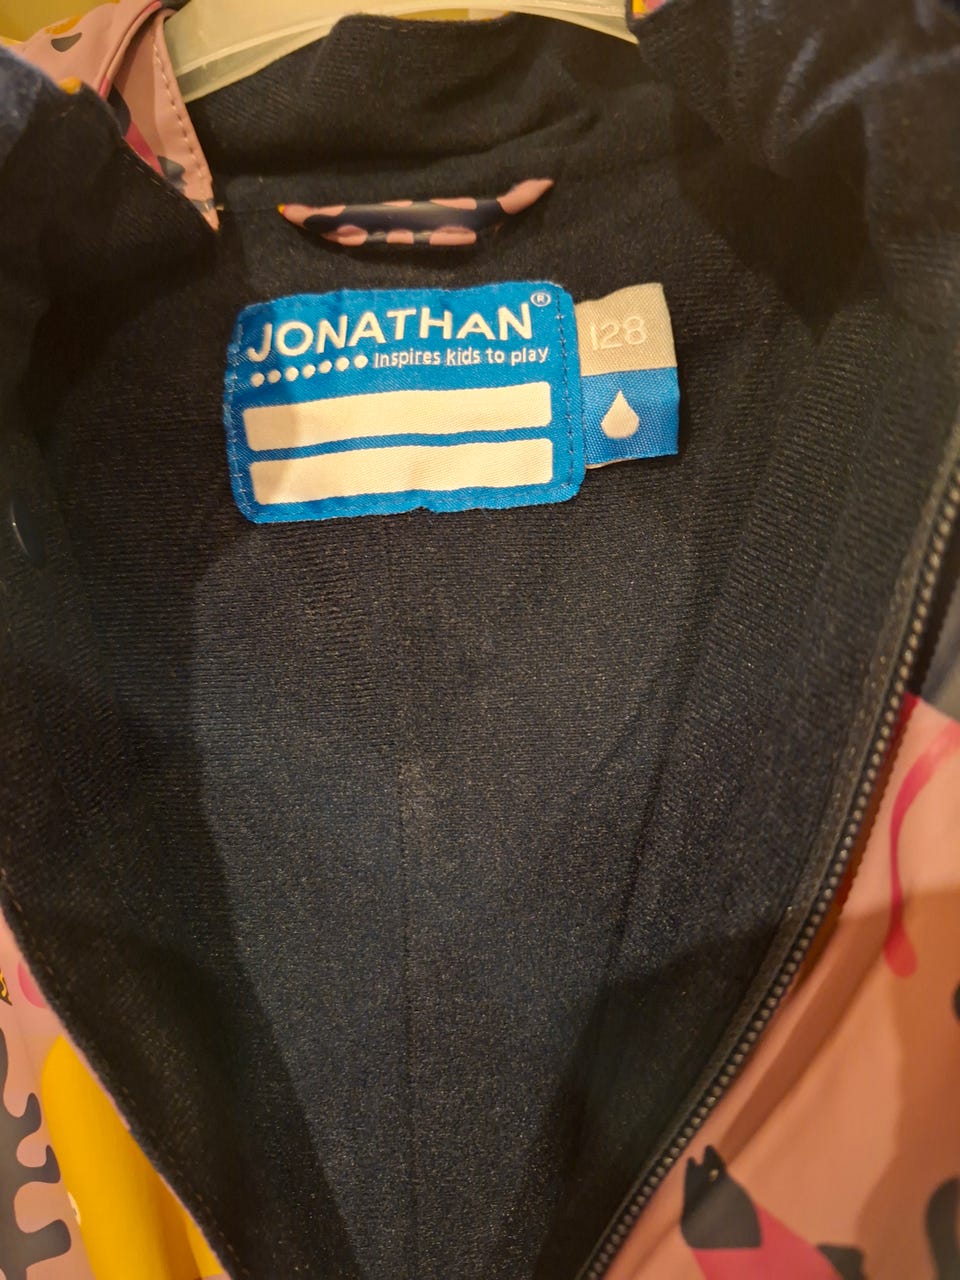 JONATHAN®
Inspires kids to play
128